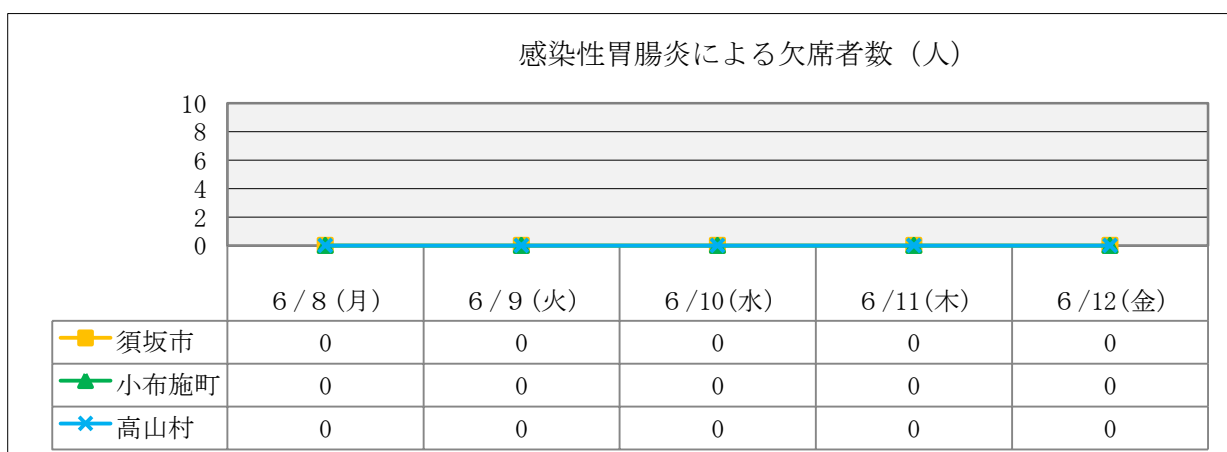 感染性胃腸炎による欠席者数（人）
10
8
6
4
2
0
６/８(月) ６/９(火) ６/10(水) ６/11(木) ６/12(金)
須坂市 0 0 0 0 0
小布施町 0 0 0 0 0
高山村 0 0 0 0 0